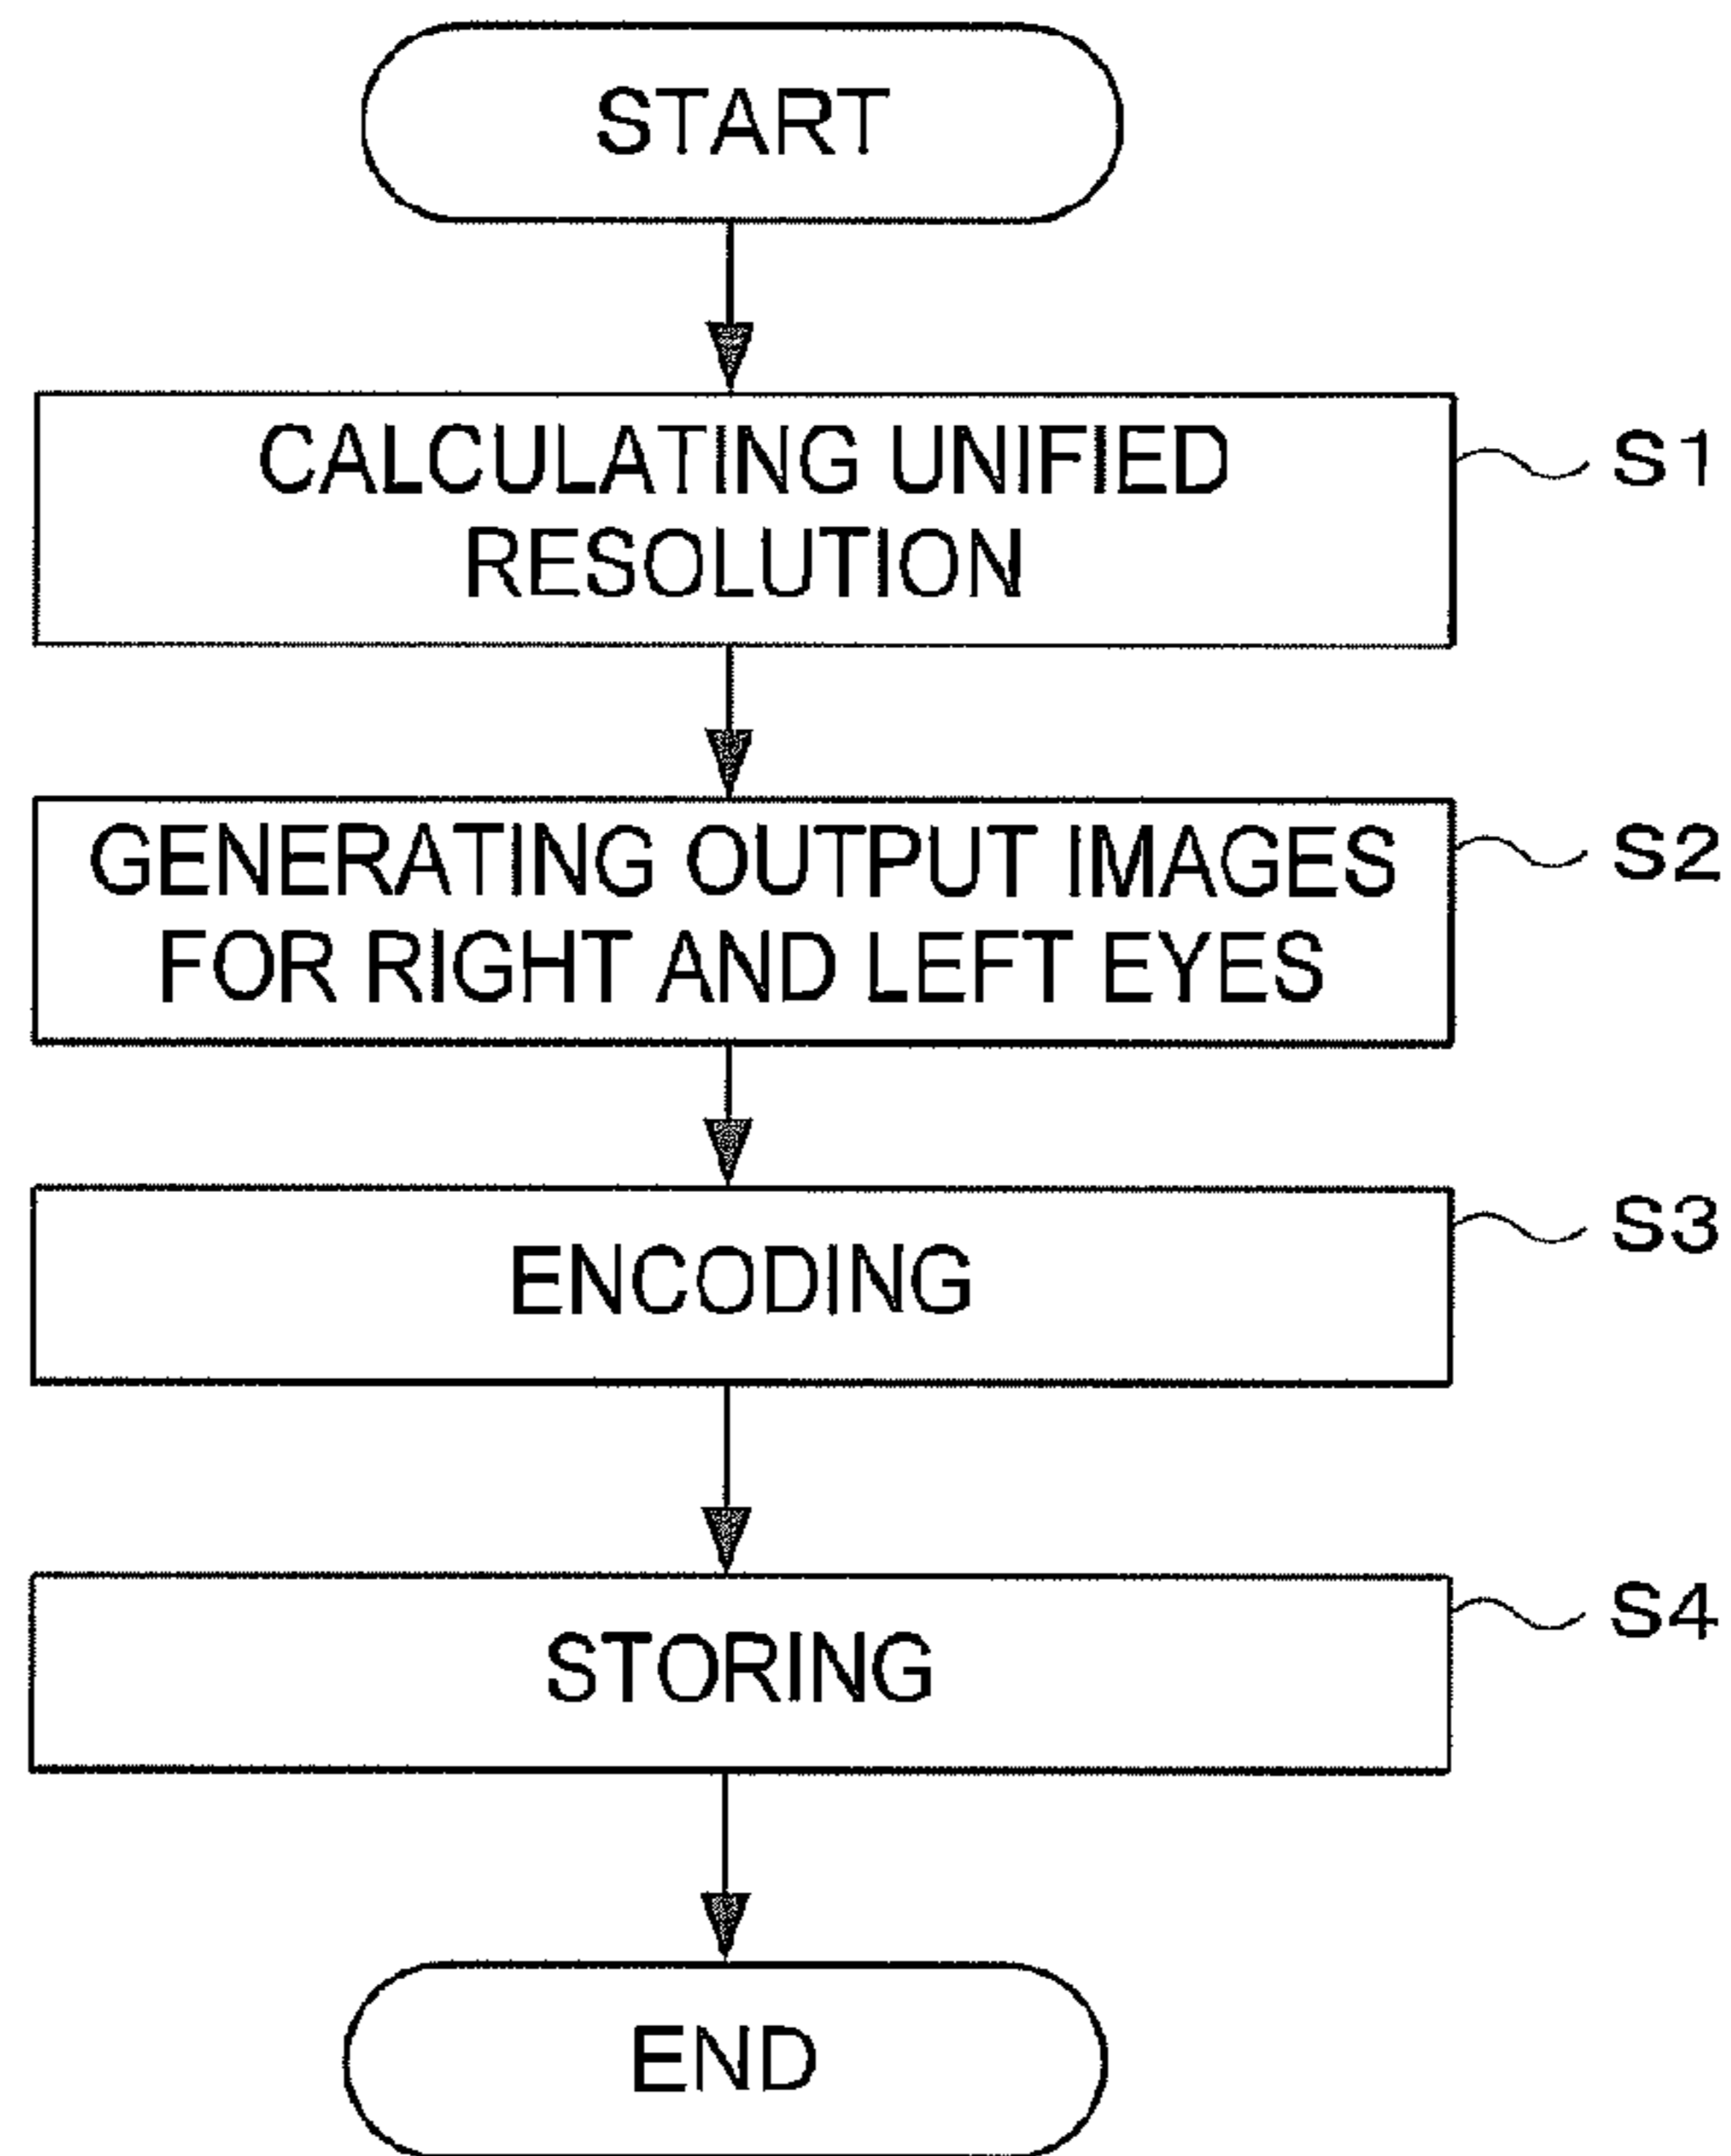 START
CALCULATING UNIFIED
RESOLUTION
S1
GENERATING OUTPUT IMAGES
FOR RIGHT AND LEFT EYES
S2
ENCODING
S3
STORING
S4
END